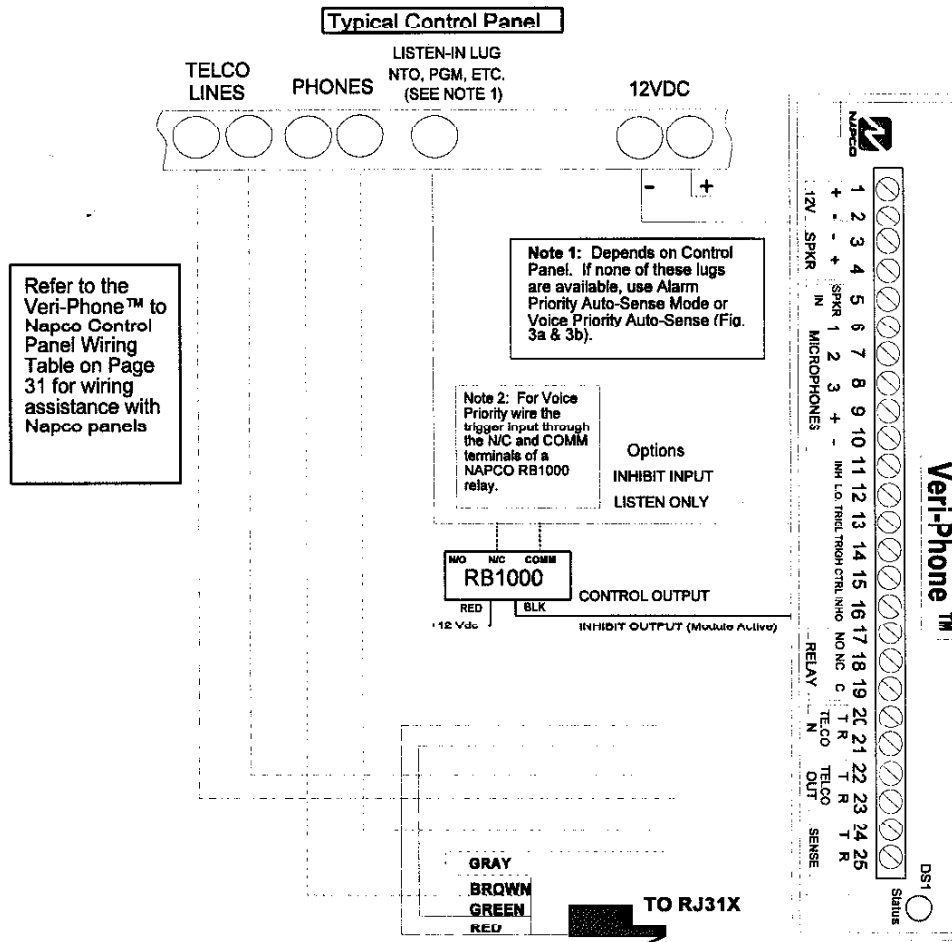 Typical Control Panel
TELCO
LINES
PHONES
LISTEN-IN LUG
NTO, PGM, ETC.
(SEE NOTE 1)
12VDC
- +
Refer to the
Veri-Phone™ to
Napco Control
Panel Wiring
Table on Page
31 for wiring
assistance with
Napco panels
Note 1: Depends on Control
Panel. If none of these lugs
are available, use Alarm
Priority Auto-Sense Mode or
Voice Priority Auto-Sense (Fig.
3a & 3b).
Note 2: For Voice
Priority wire the
trigger input through
the N/C and COMM
terminals of a
NAPCO RB1000
relay.
Options
INHIBIT INPUT
LISTEN ONLY
N/O N/C COMM
RB1000
RED BLK
+12 Vdc
CONTROL OUTPUT
INHIBIT OUTPUT (Module Active)
GRAY
BROWN
GREEN
RED
TO RJ31X
NAPCO
1 2 3 4 5 6 7 8 9 10 11 12 13 14 15 16 17 18 19 20 21 22 23 24 25
+ - - + SPKR 1 2 3 + - INH L.O. TRIGL TRIGH CTRL INHO NO NC C T R T R T R
12V SPKR IN MICROPHONES RELAY TELCO IN TELCO OUT SENSE
Veri-Phone ™
DS1
Status